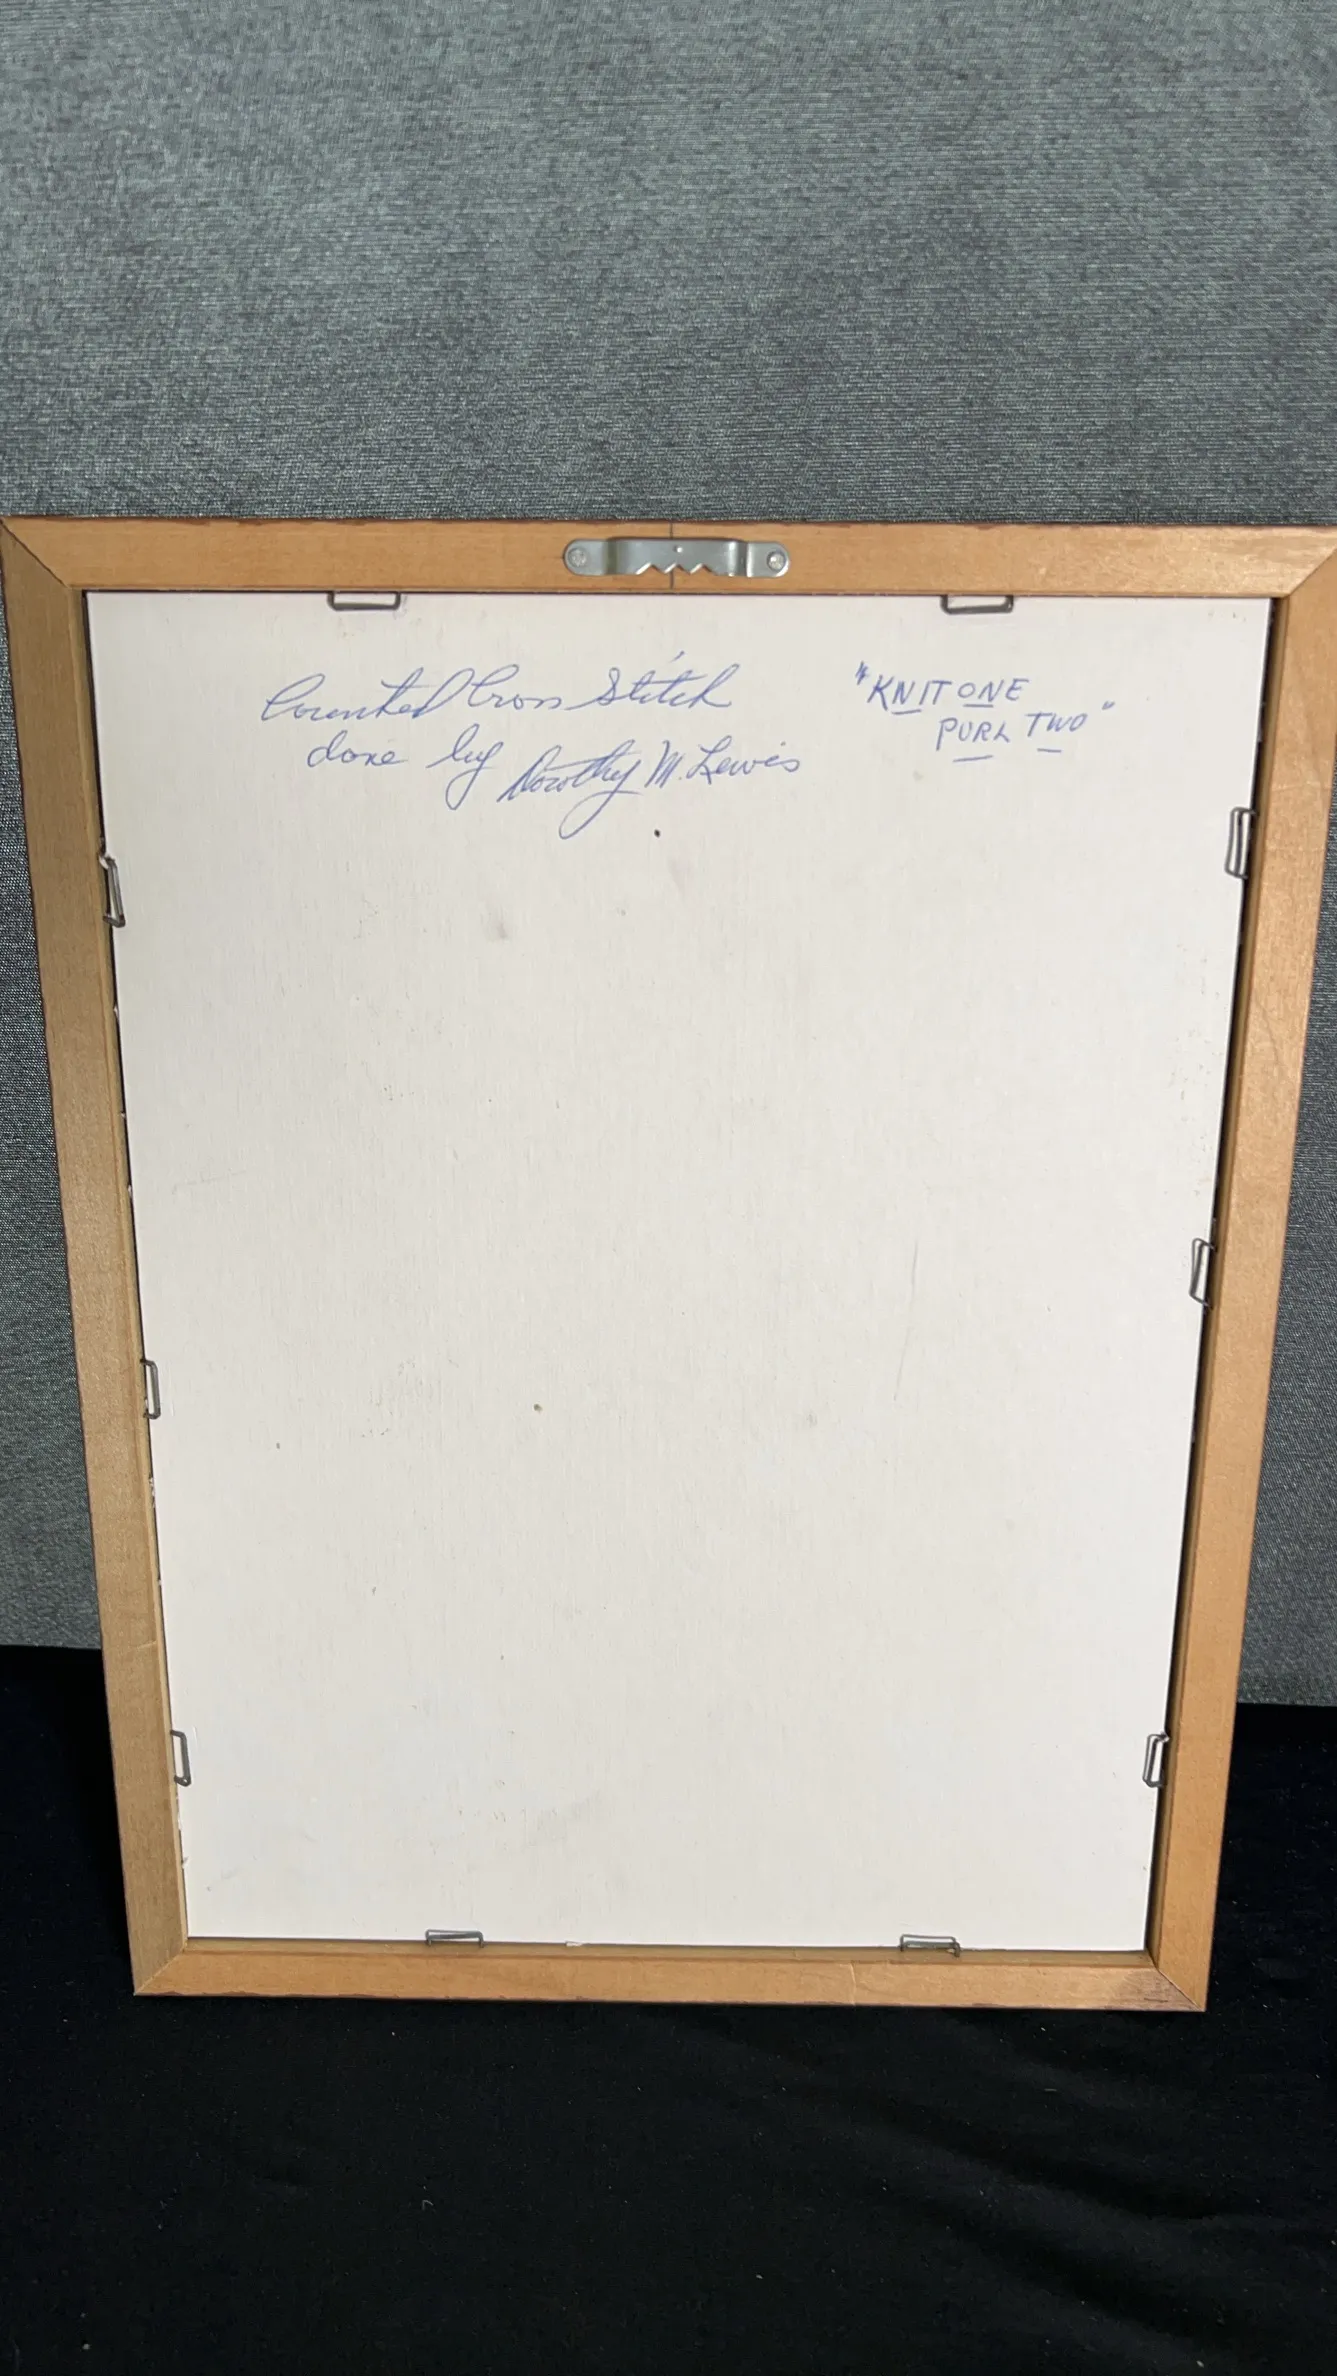 Counted Cross Stitch
done by Dorothy M. Lewis
"KNIT ONE
PURL TWO"